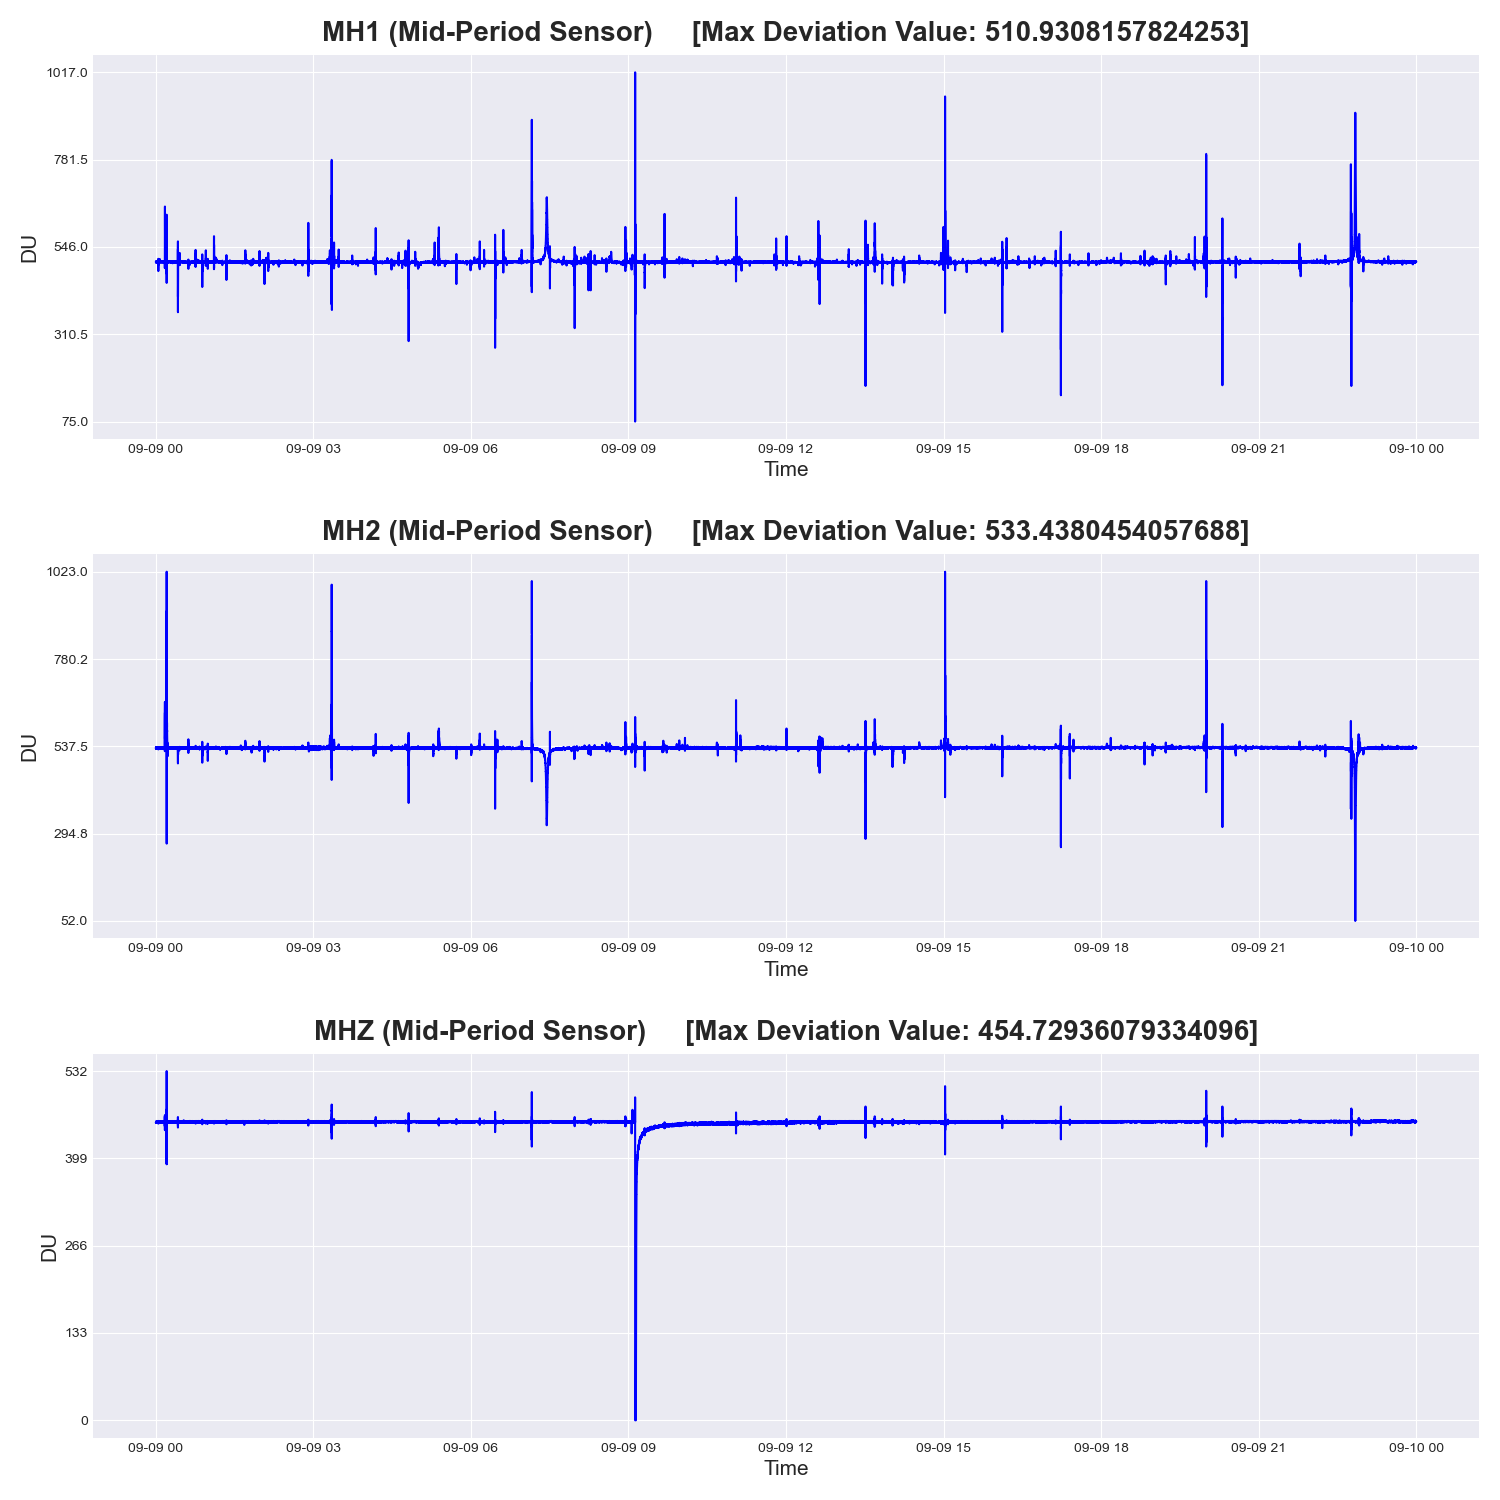 MH1 (Mid-Period Sensor) [Max Deviation Value: 510.9308157824253]
1017.0
781.5
546.0
310.5
75.0
DU
09-09 00 09-09 03 09-09 06 09-09 09 09-09 12 09-09 15 09-09 18 09-09 21 09-10 00
Time
MH2 (Mid-Period Sensor) [Max Deviation Value: 533.4380454057688]
1023.0
780.2
537.5
294.8
52.0
DU
09-09 00 09-09 03 09-09 06 09-09 09 09-09 12 09-09 15 09-09 18 09-09 21 09-10 00
Time
MHZ (Mid-Period Sensor) [Max Deviation Value: 454.72936079334096]
532
399
266
133
0
DU
09-09 00 09-09 03 09-09 06 09-09 09 09-09 12 09-09 15 09-09 18 09-09 21 09-10 00
Time